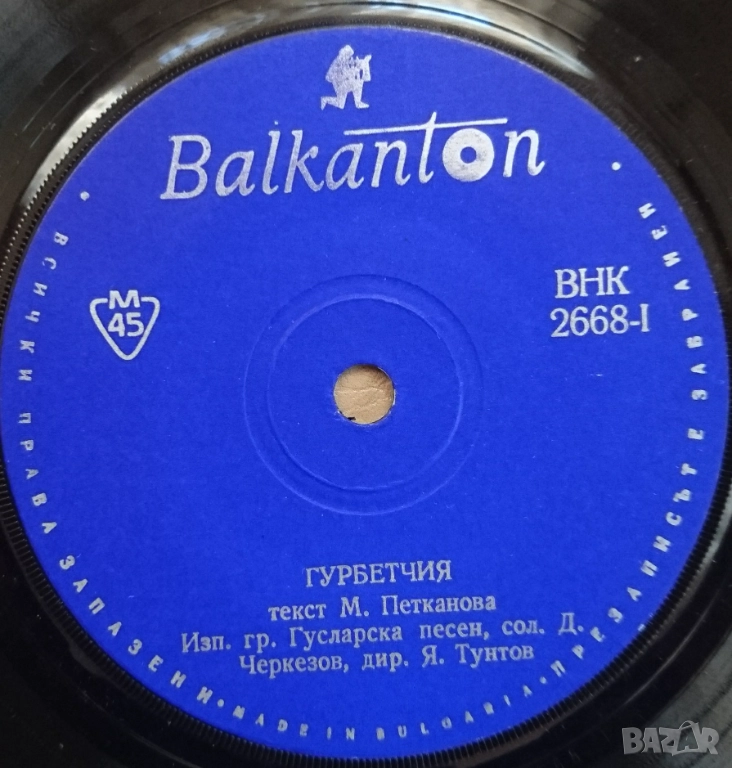 Balkanton
M
45
ВНК
2668-I
ГУРБЕТЧИЯ
текст М. Петканова
Изп. гр. Гусларска песен, сол. Д.
Черкезов, дир. Я. Тунтов
• ВСИЧКИ ПРАВА ЗАПАЗЕНИ • MADE IN BULGARIA • ПРЕЗАПИСЪТ Е ЗАБРАНЕН •
BAZAR